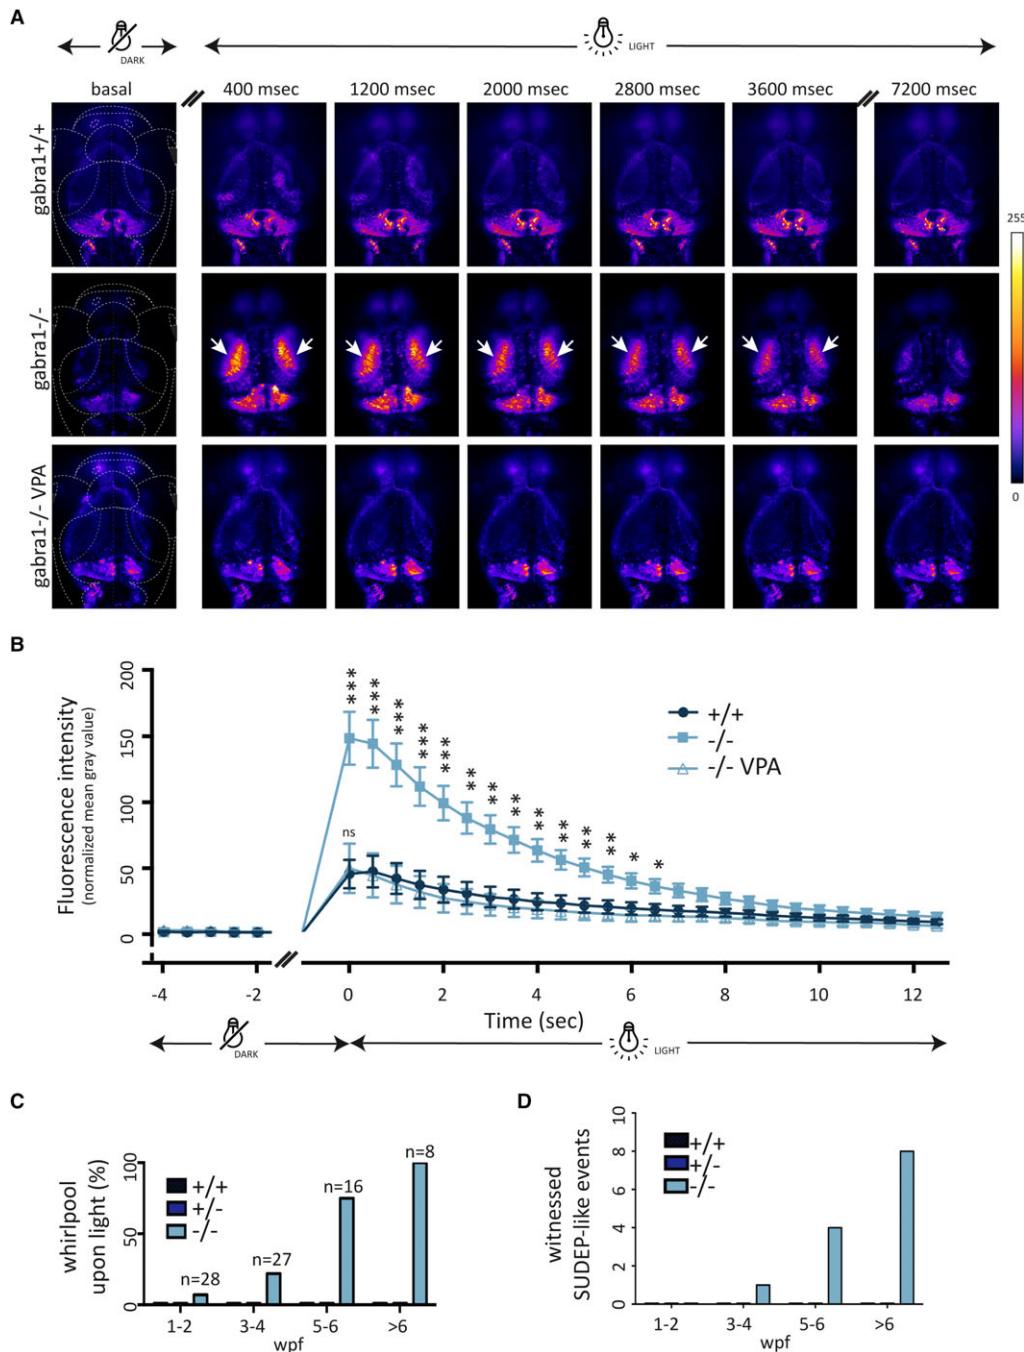 A
DARK
LIGHT
basal
400 msec
1200 msec
2000 msec
2800 msec
3600 msec
7200 msec
gabra1+/+
gabra1-/-
gabra1-/- VPA
255
0
B
Fluorescence intensity
(normalized mean gray value)
200
150
100
50
0
ns
***
***
***
***
***
**
**
**
**
**
**
**
*
*
+/+
-/-
-/- VPA
-4
-2
0
2
4
6
8
10
12
Time (sec)
DARK
LIGHT
C
whirlpool
upon light (%)
100
50
0
+/+
+/-
-/-
n=28
n=27
n=16
n=8
1-2
3-4
5-6
>6
wpf
D
witnessed
SUDEP-like events
10
8
6
4
2
0
+/+
+/-
-/-
1-2
3-4
5-6
>6
wpf